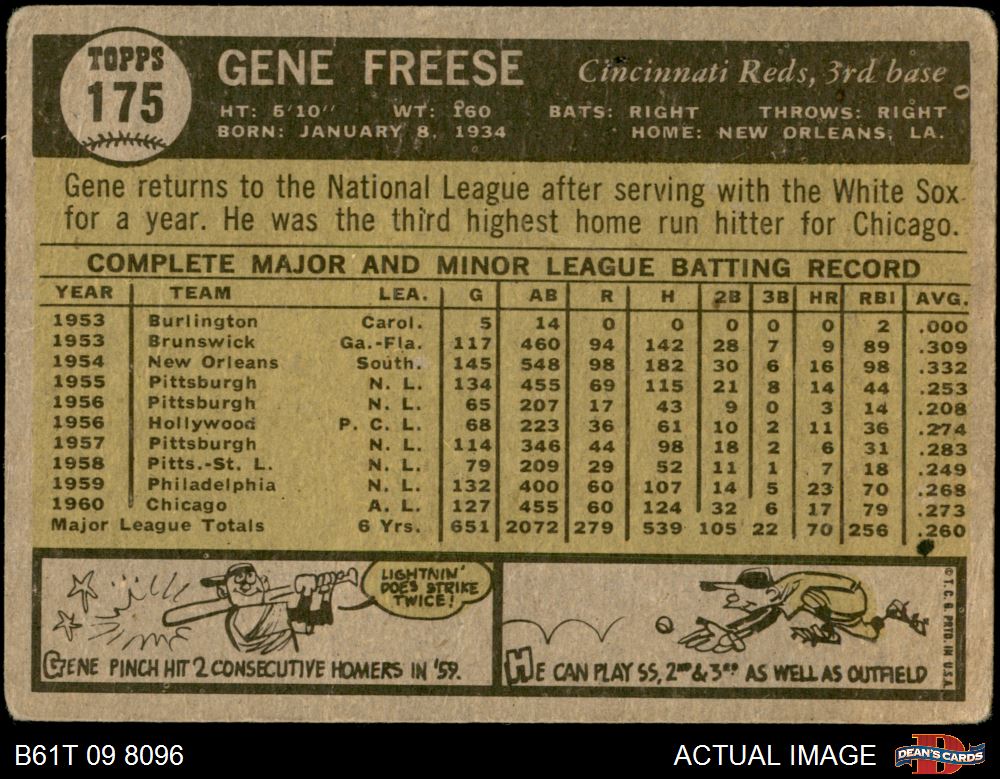 TOPPS
175
GENE FREESE
Cincinnati Reds, 3rd base
HT: 5'10" WT: 160 BATS: RIGHT THROWS: RIGHT
BORN: JANUARY 8, 1934 HOME: NEW ORLEANS, LA.
Gene returns to the National League after serving with the White Sox
for a year. He was the third highest home run hitter for Chicago.
COMPLETE MAJOR AND MINOR LEAGUE BATTING RECORD
YEAR TEAM LEA. G AB R H 2B 3B HR RBI AVG.
1953 Burlington Carol. 5 14 0 0 0 0 0 2 .000
1953 Brunswick Ga.-Fla. 117 460 94 142 28 7 9 89 .309
1954 New Orleans South. 145 548 98 182 30 6 16 98 .332
1955 Pittsburgh N. L. 134 455 69 115 21 8 14 44 .253
1956 Pittsburgh N. L. 65 207 17 43 9 0 3 14 .208
1956 Hollywood P. C. L. 68 223 36 61 10 2 11 36 .274
1957 Pittsburgh N. L. 114 346 44 98 18 2 6 31 .283
1958 Pitts.-St. L. N. L. 79 209 29 52 11 1 7 18 .249
1959 Philadelphia N. L. 132 400 60 107 14 5 23 70 .268
1960 Chicago A. L. 127 455 60 124 32 6 17 79 .273
Major League Totals 6 Yrs. 651 2072 279 539 105 22 70 256 .260
LIGHTNIN'
DOES STRIKE
TWICE!
GENE PINCH HIT 2 CONSECUTIVE HOMERS IN '59.
HE CAN PLAY SS, 2ND & 3RD AS WELL AS OUTFIELD
© T.C.G. PRTD. IN U.S.A.
B61T 09 8096
ACTUAL IMAGE
DEAN'S CARDS